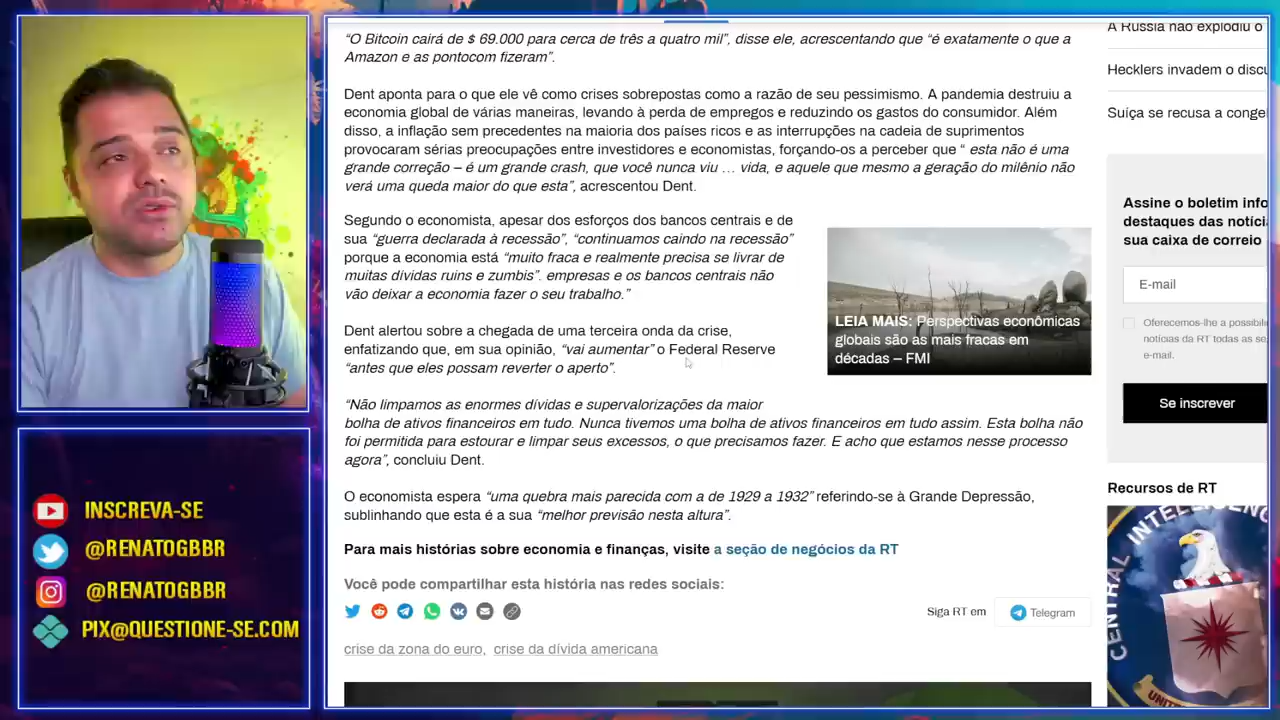 “O Bitcoin cairá de $ 69.000 para cerca de três a quatro mil”, disse ele, acrescentando que “é exatamente o que a
Amazon e as pontocom fizeram”.
Dent aponta para o que ele vê como crises sobrepostas como a razão de seu pessimismo. A pandemia destruiu a
economia global de várias maneiras, levando à perda de empregos e reduzindo os gastos do consumidor. Além
disso, a inflação sem precedentes na maioria dos países ricos e as interrupções na cadeia de suprimentos
provocaram sérias preocupações entre investidores e economistas, forçando-os a perceber que “ esta não é uma
grande correção – é um grande crash, que você nunca viu ... vida, e aquele que mesmo a geração do milênio não
verá uma queda maior do que esta”, acrescentou Dent.
Segundo o economista, apesar dos esforços dos bancos centrais e de
sua “guerra declarada à recessão”, “continuamos caindo na recessão”
porque a economia está “muito fraca e realmente precisa se livrar de
muitas dívidas ruins e zumbis”. empresas e os bancos centrais não
vão deixar a economia fazer o seu trabalho.”
Dent alertou sobre a chegada de uma terceira onda da crise,
enfatizando que, em sua opinião, “vai aumentar” o Federal Reserve
“antes que eles possam reverter o aperto”.
LEIA MAIS: Perspectivas econômicas
globais são as mais fracas em
décadas – FMI
“Não limpamos as enormes dívidas e supervalorizações da maior
bolha de ativos financeiros em tudo. Nunca tivemos uma bolha de ativos financeiros em tudo assim. Esta bolha não
foi permitida para estourar e limpar seus excessos, o que precisamos fazer. E acho que estamos nesse processo
agora”, concluiu Dent.
O economista espera “uma quebra mais parecida com a de 1929 a 1932” referindo-se à Grande Depressão,
sublinhando que esta é a sua “melhor previsão nesta altura”.
Para mais histórias sobre economia e finanças, visite a seção de negócios da RT
Você pode compartilhar esta história nas redes sociais:
Siga RT em Telegram
crise da zona do euro, crise da dívida americana
A Rússia não explodiu o
Hecklers invadem o discu
Suíça se recusa a conge
Assine o boletim info
destaques das notíci
sua caixa de correio
E-mail
Oferecemos-lhe a possibili
notícias da RT todas as se
e-mail.
Se inscrever
Recursos de RT
CENTRAL INTELLIGENC
UNIT
INSCREVA-SE
@RENATOGBBR
@RENATOGBBR
PIX@QUESTIONE-SE.COM